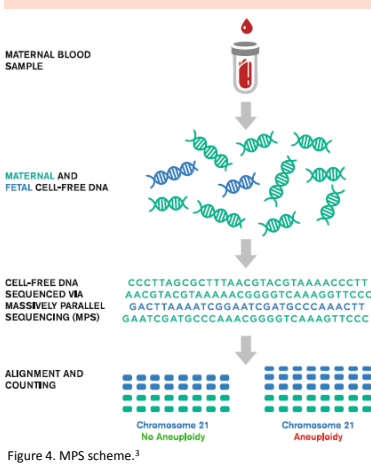 MATERNAL BLOOD
SAMPLE
MATERNAL AND
FETAL CELL-FREE DNA
CELL-FREE DNA
SEQUENCED VIA
MASSIVELY PARALLEL
SEQUENCING (MPS)
CCCTTAGCGCTTTAACGTACGTAAAACCCTT
AACGTACGTAAAAACGGGGTCAAAGGTTCCC
GACTTAAAATCGGAATCGATGCCCAAACTT
GAATCGATGCCCAAACGGGGTCAAAGTTCCC
ALIGNMENT AND
COUNTING
Chromosome 21
No Aneuploidy
Chromosome 21
Aneuploidy
Figure 4. MPS scheme.³